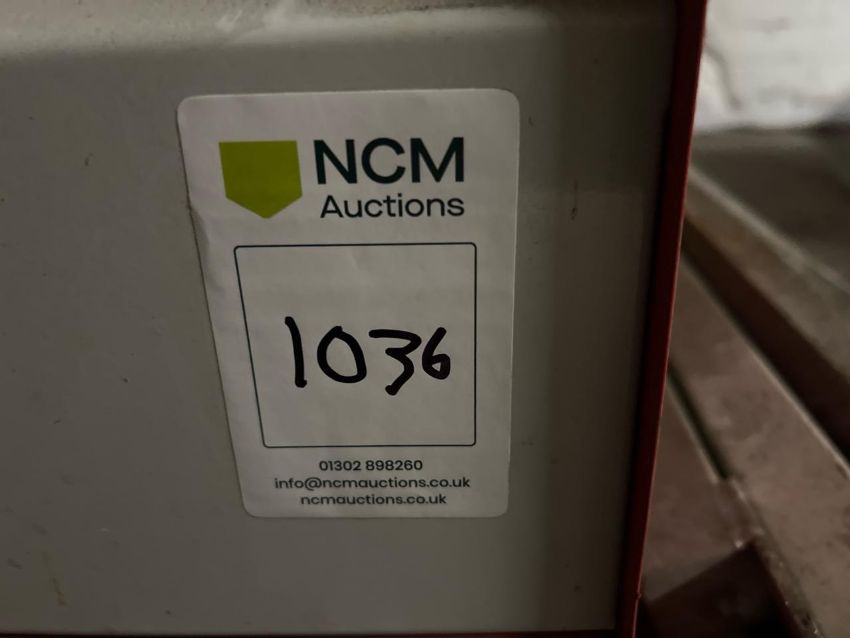 NCM
Auctions
1036
01302 898260
info@ncmauctions.co.uk
ncmauctions.co.uk